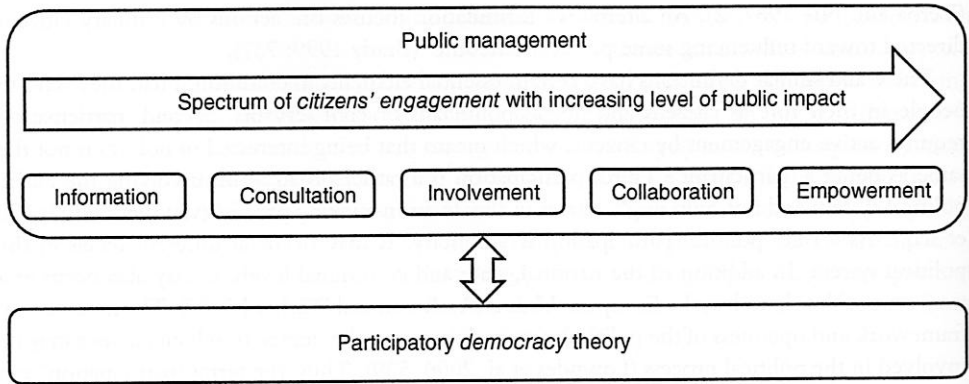 Public management
Spectrum of citizens' engagement with increasing level of public impact
Information
Consultation
Involvement
Collaboration
Empowerment
Participatory democracy theory